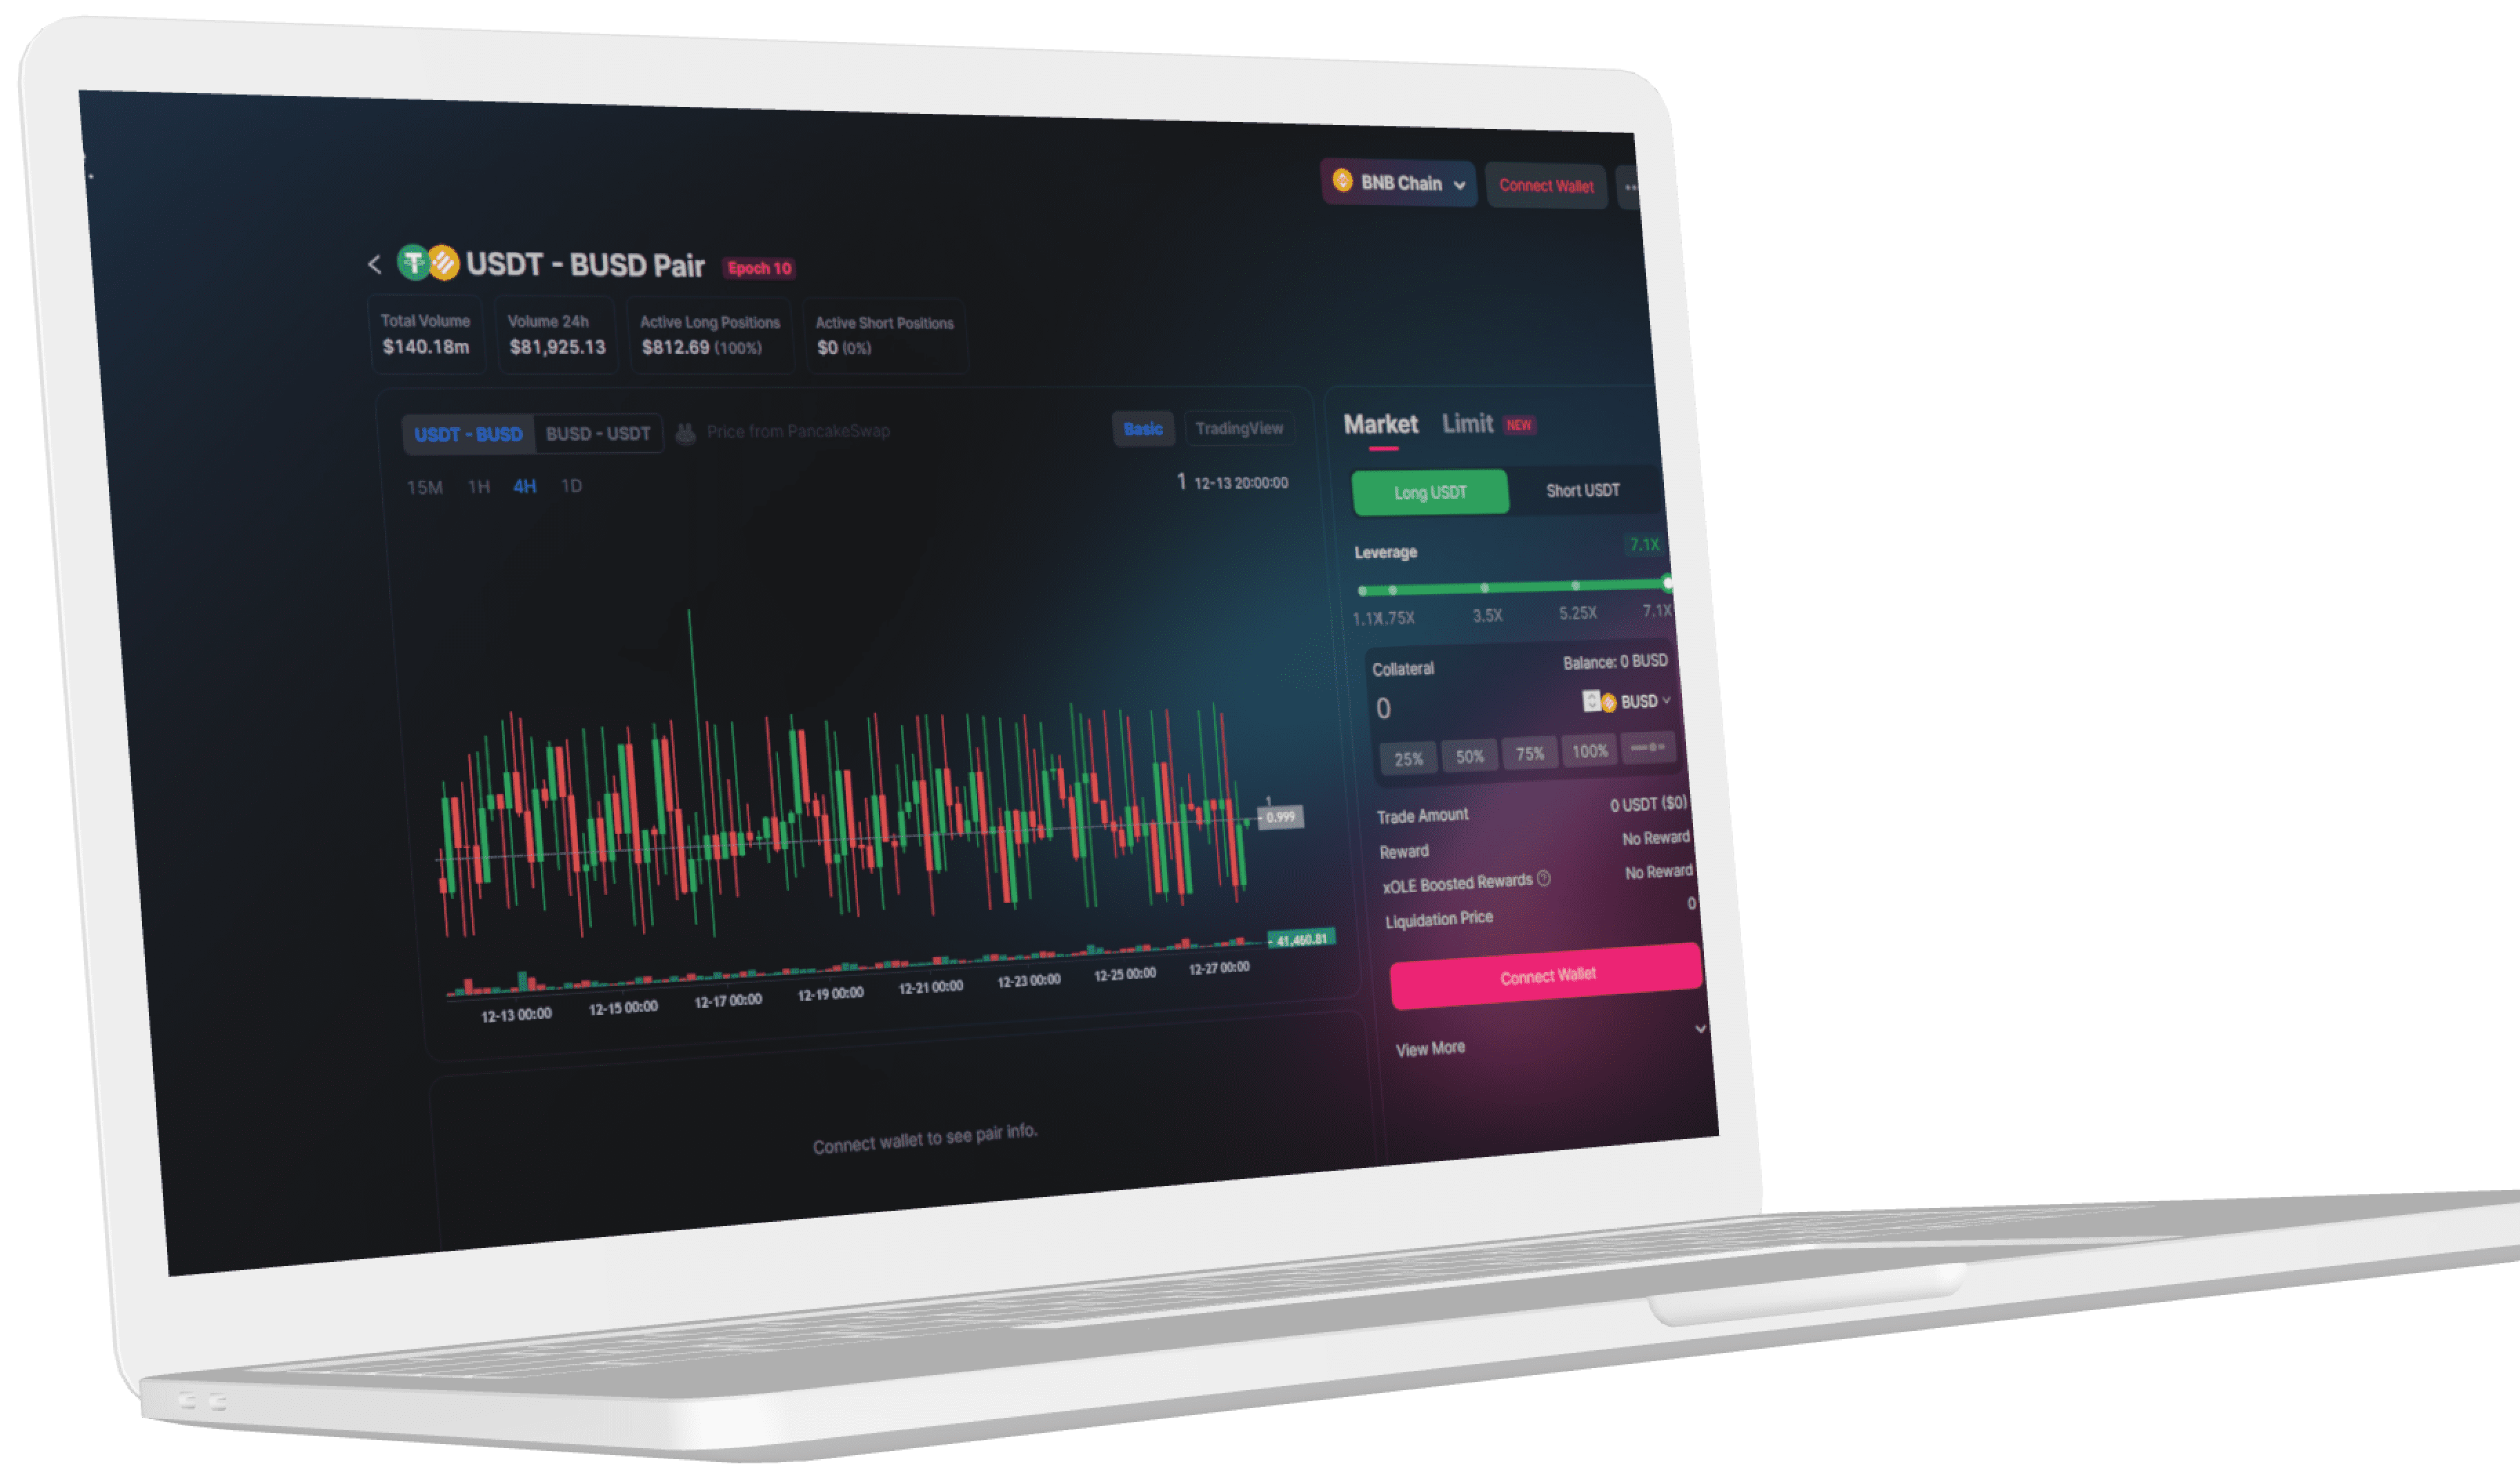 BNB Chain Connect Wallet
USDT - BUSD Pair Epoch 10
Total Volume Volume 24h Active Long Positions Active Short Positions
$140.18m $81,925.13 $812.69 (100%) $0 (0%)
USDT - BUSD BUSD - USDT Price from PancakeSwap Basic TradingView
15M 1H 4H 1D
1 12-13 20:00:00
1
0.999
41,460.81
12-13 00:00 12-15 00:00 12-17 00:00 12-19 00:00 12-21 00:00 12-23 00:00 12-25 00:00 12-27 00:00
Connect wallet to see pair info.
Market Limit NEW
Long USDT Short USDT
Leverage 7.1X
1.1X 1.75X 3.5X 5.25X 7.1X
Collateral Balance: 0 BUSD
0 BUSD
25% 50% 75% 100%
Trade Amount 0 USDT ($0)
Reward No Reward
xOLE Boosted Rewards No Reward
Liquidation Price 0
Connect Wallet
View More